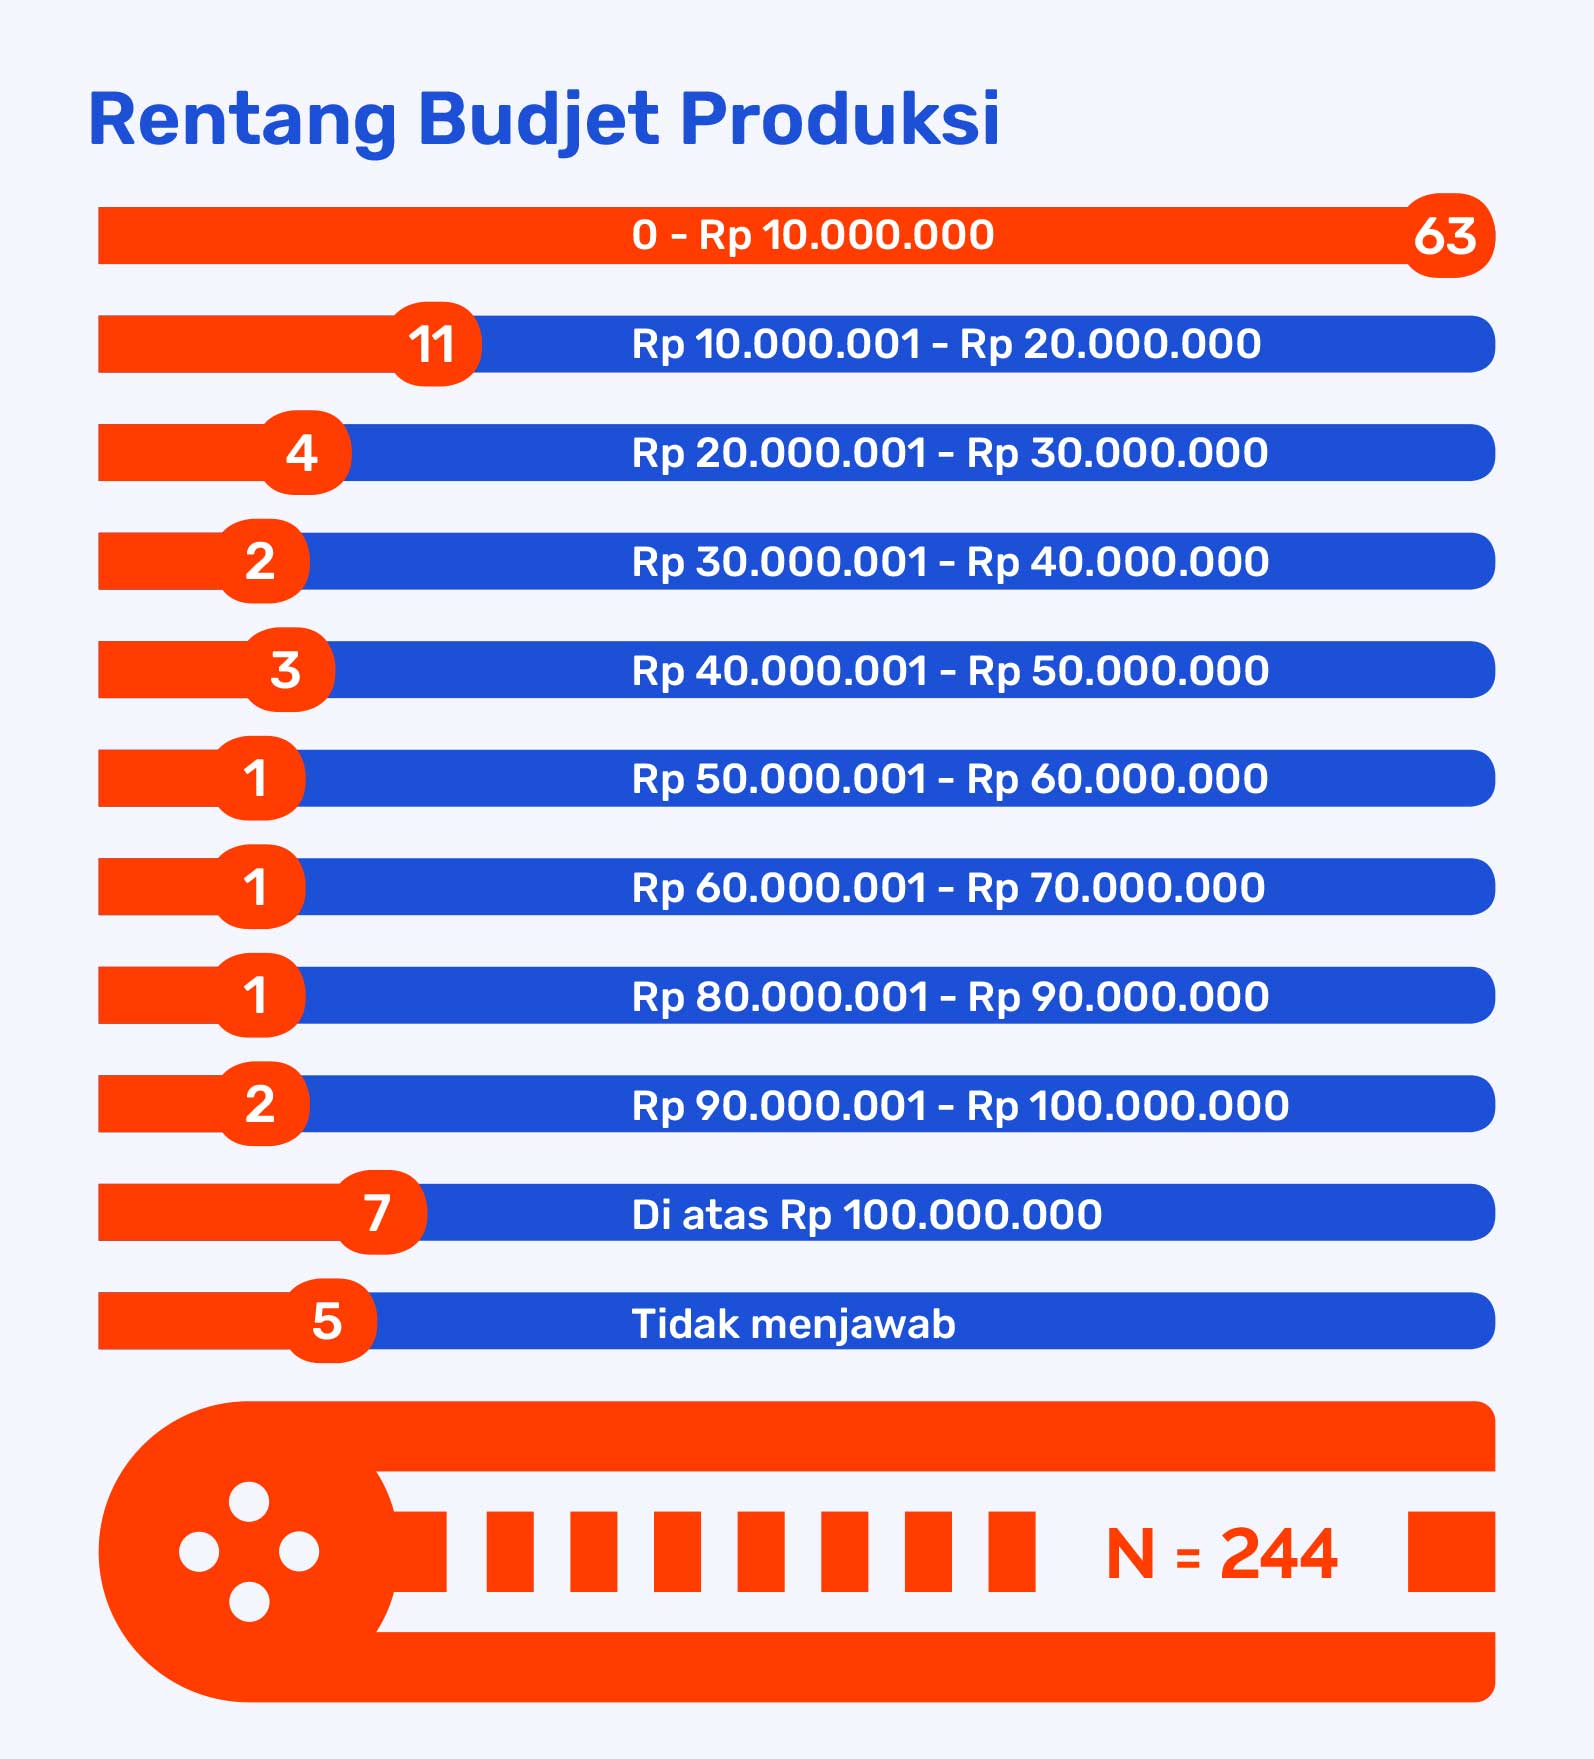 Rentang Budjet Produksi
0 - Rp 10.000.000
63
11
Rp 10.000.001 - Rp 20.000.000
4
Rp 20.000.001 - Rp 30.000.000
2
Rp 30.000.001 - Rp 40.000.000
3
Rp 40.000.001 - Rp 50.000.000
1
Rp 50.000.001 - Rp 60.000.000
1
Rp 60.000.001 - Rp 70.000.000
1
Rp 80.000.001 - Rp 90.000.000
2
Rp 90.000.001 - Rp 100.000.000
7
Di atas Rp 100.000.000
5
Tidak menjawab
N = 244